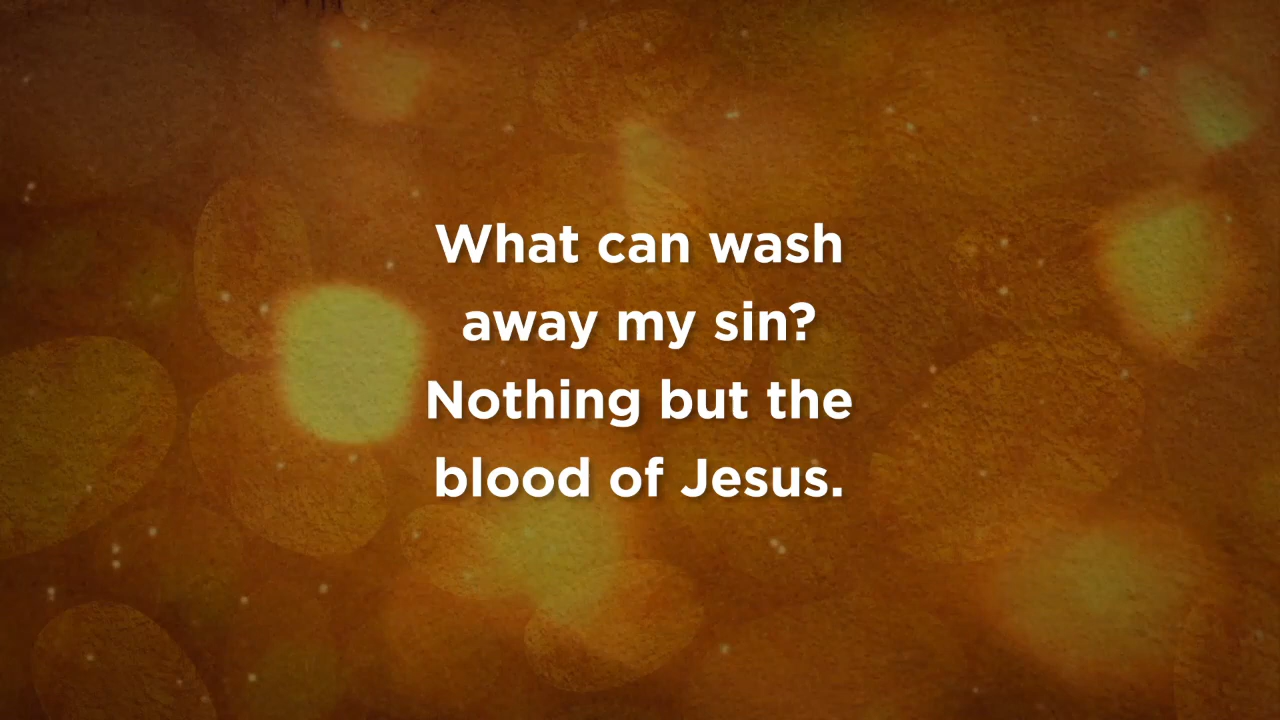 What can wash
away my sin?
Nothing but the
blood of Jesus.